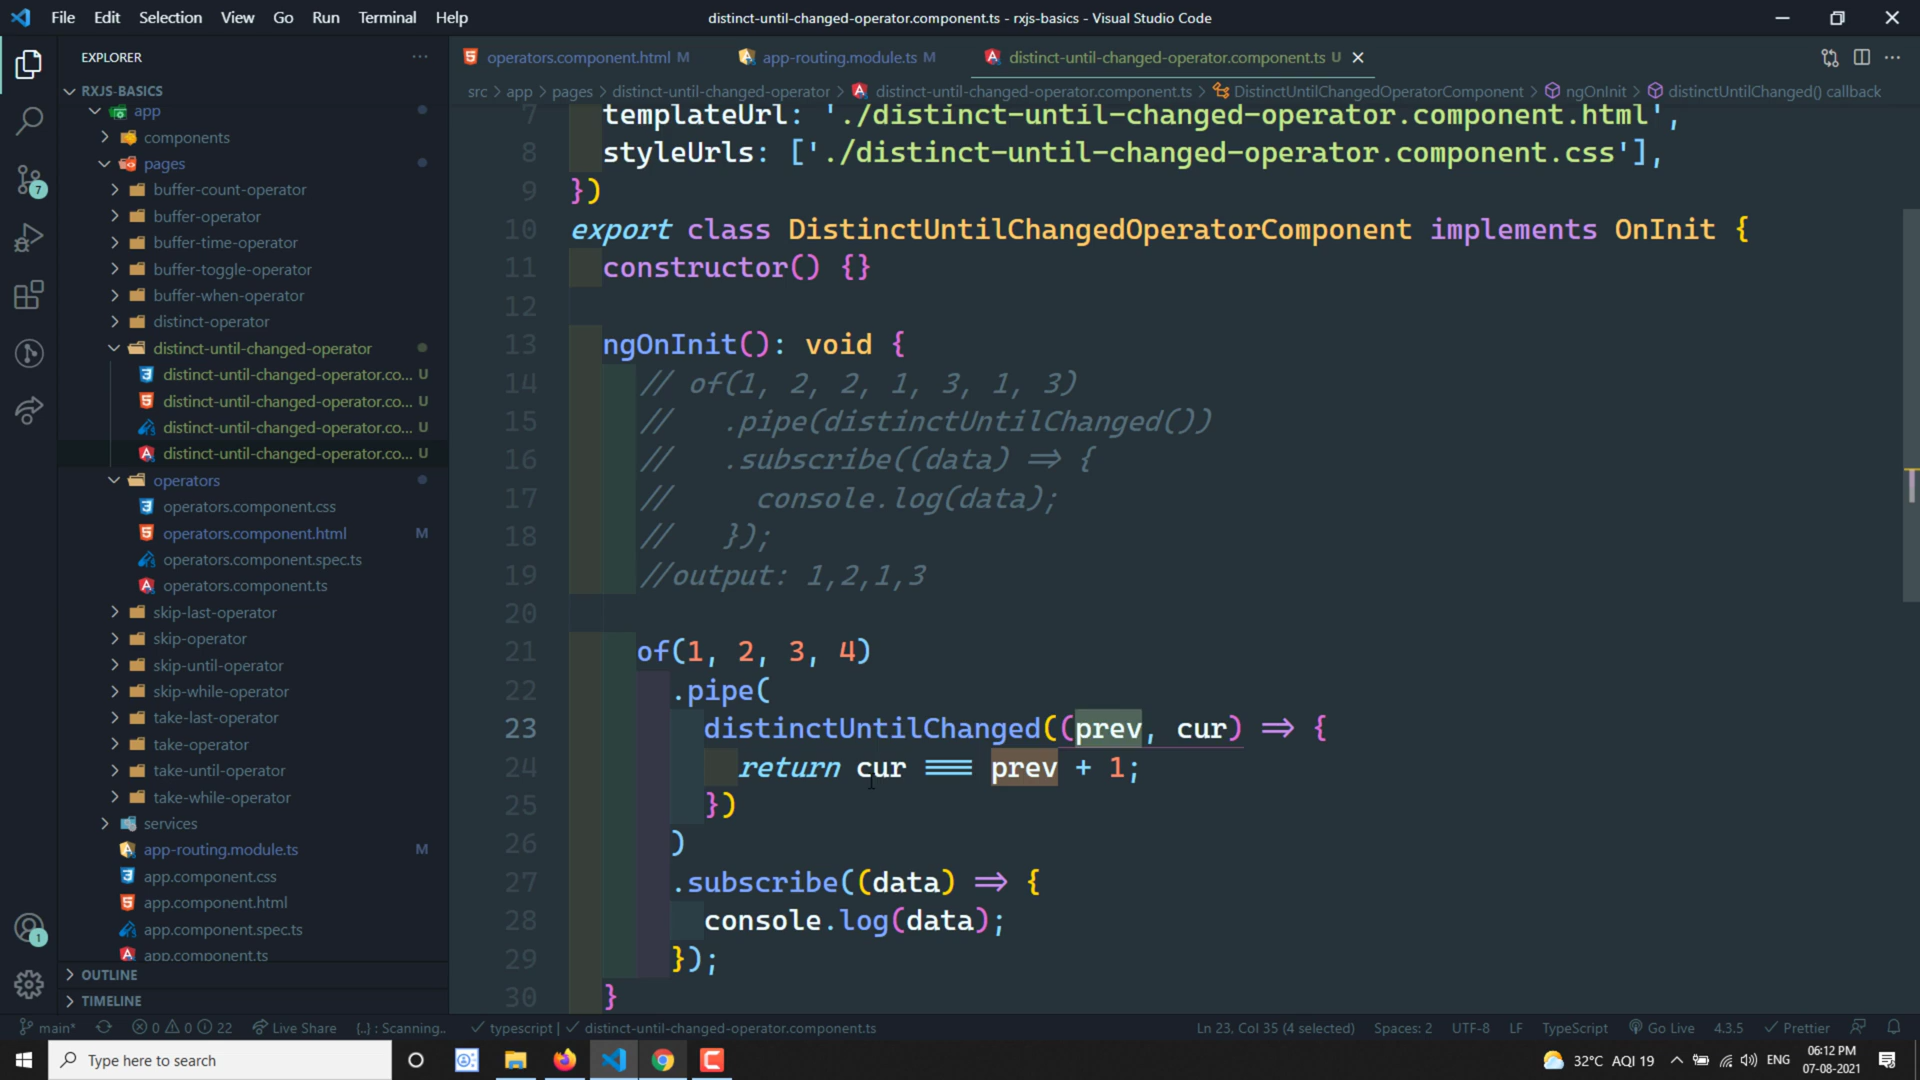 File Edit Selection View Go Run Terminal Help
distinct-until-changed-operator.component.ts - rxjs-basics - Visual Studio Code
EXPLORER
RXJS-BASICS
app
components
pages
buffer-count-operator
buffer-operator
buffer-time-operator
buffer-toggle-operator
buffer-when-operator
distinct-operator
distinct-until-changed-operator
distinct-until-changed-operator.co... U
distinct-until-changed-operator.co... U
distinct-until-changed-operator.co... U
distinct-until-changed-operator.co... U
operators
operators.component.css
operators.component.html M
operators.component.spec.ts
operators.component.ts
skip-last-operator
skip-operator
skip-until-operator
skip-while-operator
take-last-operator
take-operator
take-until-operator
take-while-operator
services
app-routing.module.ts M
app.component.css
app.component.html
app.component.spec.ts
app.component.ts
OUTLINE
TIMELINE
7
1
operators.component.html M
app-routing.module.ts M
distinct-until-changed-operator.component.ts U
src > app > pages > distinct-until-changed-operator > distinct-until-changed-operator.component.ts > DistinctUntilChangedOperatorComponent > ngOnInit > distinctUntilChanged() callback
7 templateUrl: './distinct-until-changed-operator.component.html',
8 styleUrls: ['./distinct-until-changed-operator.component.css'],
9 })
10 export class DistinctUntilChangedOperatorComponent implements OnInit {
11 constructor() {}
12
13 ngOnInit(): void {
14 // of(1, 2, 2, 1, 3, 1, 3)
15 // .pipe(distinctUntilChanged())
16 // .subscribe((data) => {
17 // console.log(data);
18 // });
19 //output: 1,2,1,3
20
21 of(1, 2, 3, 4)
22 .pipe(
23 distinctUntilChanged((prev, cur) => {
24 return cur === prev + 1;
25 })
26 )
27 .subscribe((data) => {
28 console.log(data);
29 });
30 }
main* 0 0 22 Live Share {..} : Scanning.. typescript | distinct-until-changed-operator.component.ts Ln 23, Col 35 (4 selected) Spaces: 2 UTF-8 LF TypeScript Go Live 4.3.5 Prettier
Type here to search
32°C AQI 19 ENG
06:12 PM
07-08-2021